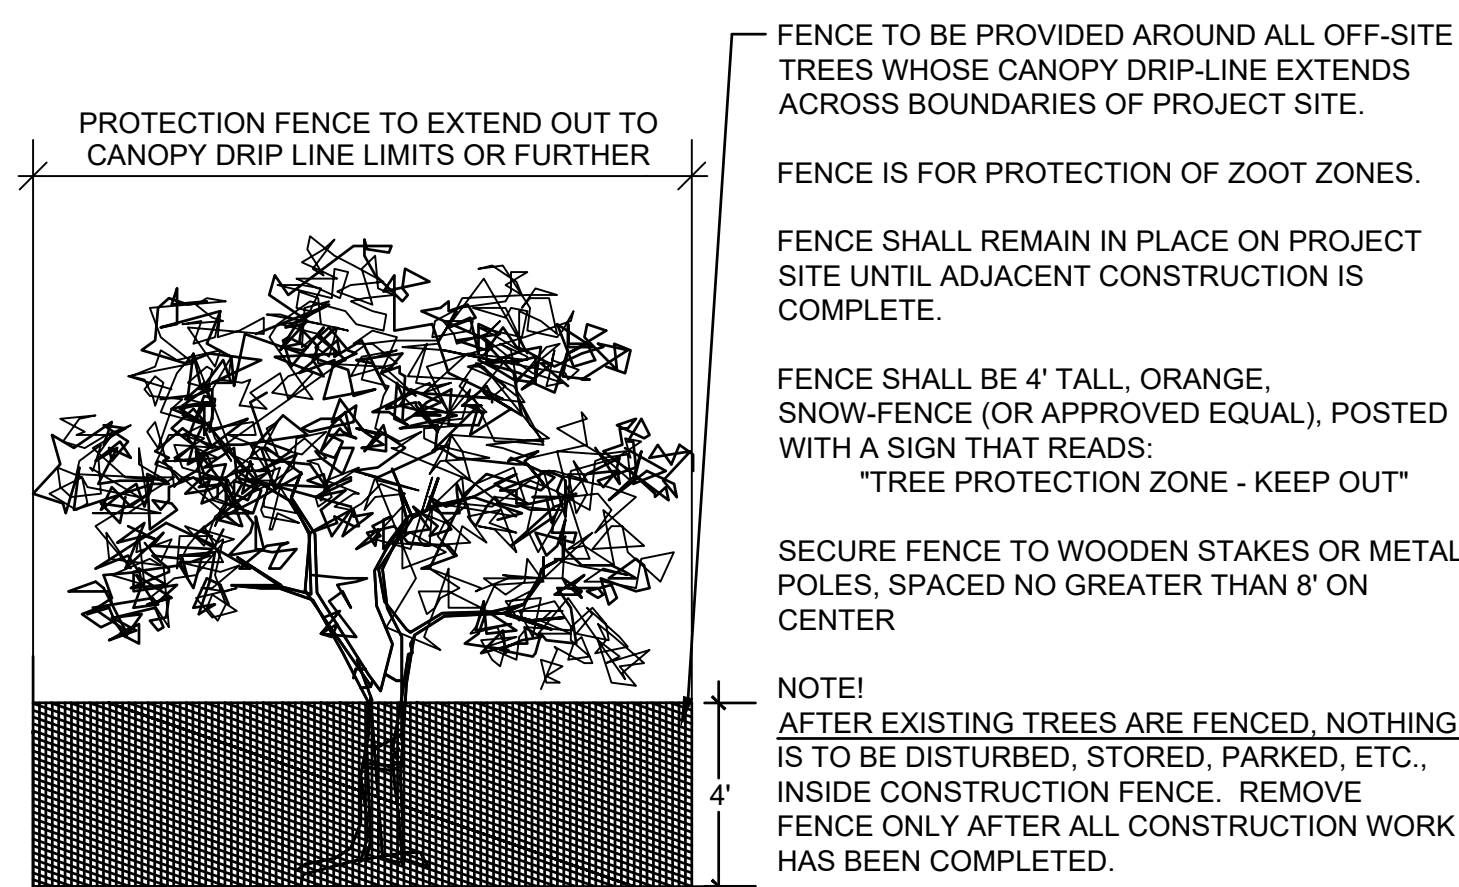 PROTECTION FENCE TO EXTEND OUT TO
CANOPY DRIP LINE LIMITS OR FURTHER
FENCE TO BE PROVIDED AROUND ALL OFF-SITE
TREES WHOSE CANOPY DRIP-LINE EXTENDS
ACROSS BOUNDARIES OF PROJECT SITE.
FENCE IS FOR PROTECTION OF ZOOT ZONES.
FENCE SHALL REMAIN IN PLACE ON PROJECT
SITE UNTIL ADJACENT CONSTRUCTION IS
COMPLETE.
FENCE SHALL BE 4' TALL, ORANGE,
SNOW-FENCE (OR APPROVED EQUAL), POSTED
WITH A SIGN THAT READS:
"TREE PROTECTION ZONE - KEEP OUT"
SECURE FENCE TO WOODEN STAKES OR METAL
POLES, SPACED NO GREATER THAN 8' ON
CENTER
NOTE!
AFTER EXISTING TREES ARE FENCED, NOTHING
IS TO BE DISTURBED, STORED, PARKED, ETC.,
INSIDE CONSTRUCTION FENCE.  REMOVE
FENCE ONLY AFTER ALL CONSTRUCTION WORK
HAS BEEN COMPLETED.
4'